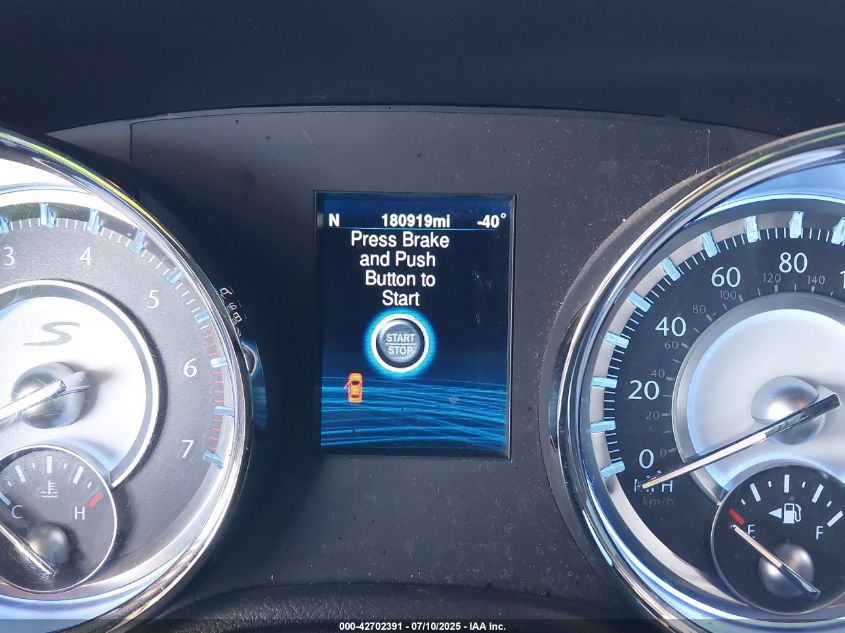 N 180919mi -40°
Press Brake
and Push
Button to
Start
START
STOP
3
4
5
6
7
S
C H
0
20
40
60
80
20
40
60
80
100
120
140
MPH
km/h
E F
000-42702391 - 07/10/2025 - IAA Inc.